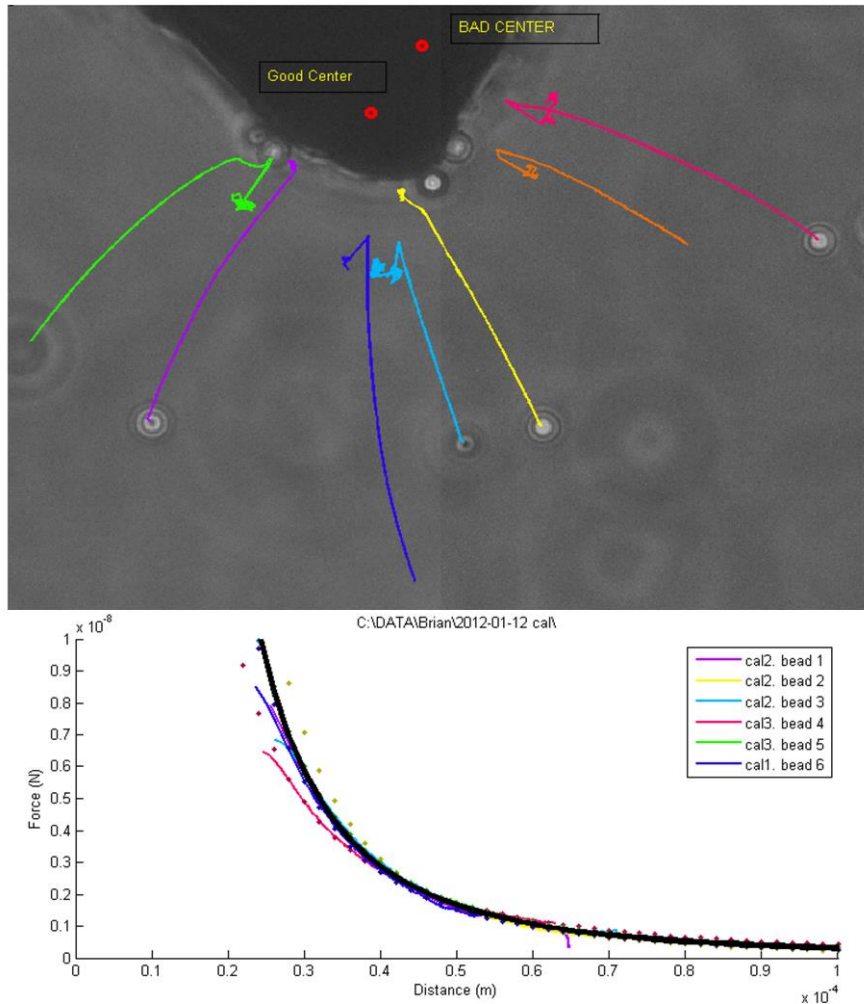 BAD CENTER
Good Center
C:\DATA\Brian\2012-01-12 cal\
x 10^-8
1
0.9
0.8
0.7
0.6
0.5
0.4
0.3
0.2
0.1
0
Force (N)
cal2. bead 1
cal2. bead 2
cal2. bead 3
cal3. bead 4
cal3. bead 5
cal1. bead 6
0 0.1 0.2 0.3 0.4 0.5 0.6 0.7 0.8 0.9 1
Distance (m)
x 10^-4